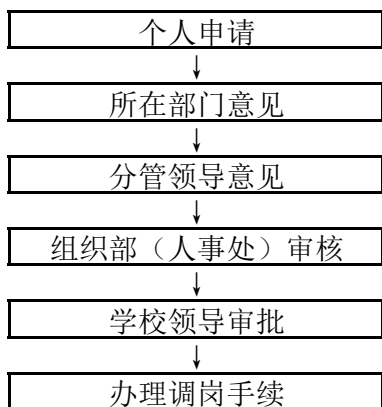 个人申请
↓
所在部门意见
↓
分管领导意见
↓
组织部（人事处）审核
↓
学校领导审批
↓
办理调岗手续